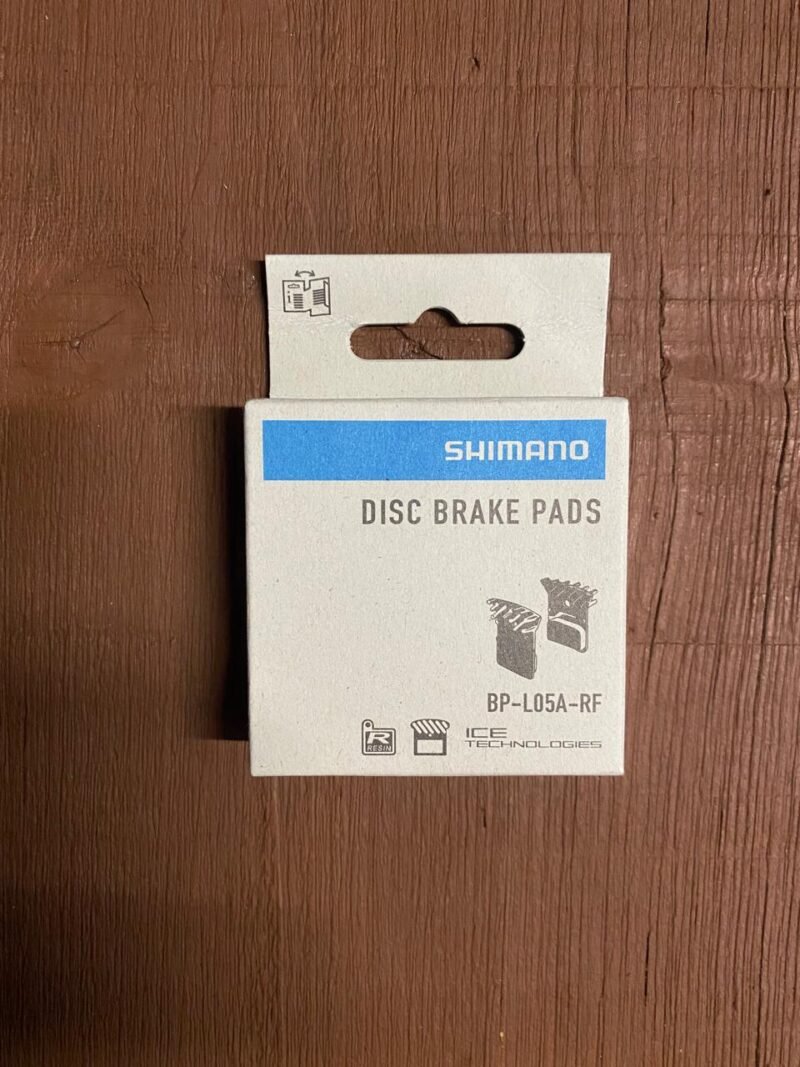 SHIMANO
DISC BRAKE PADS
BP-L05A-RF
R
RESIN
ICE
TECHNOLOGIES